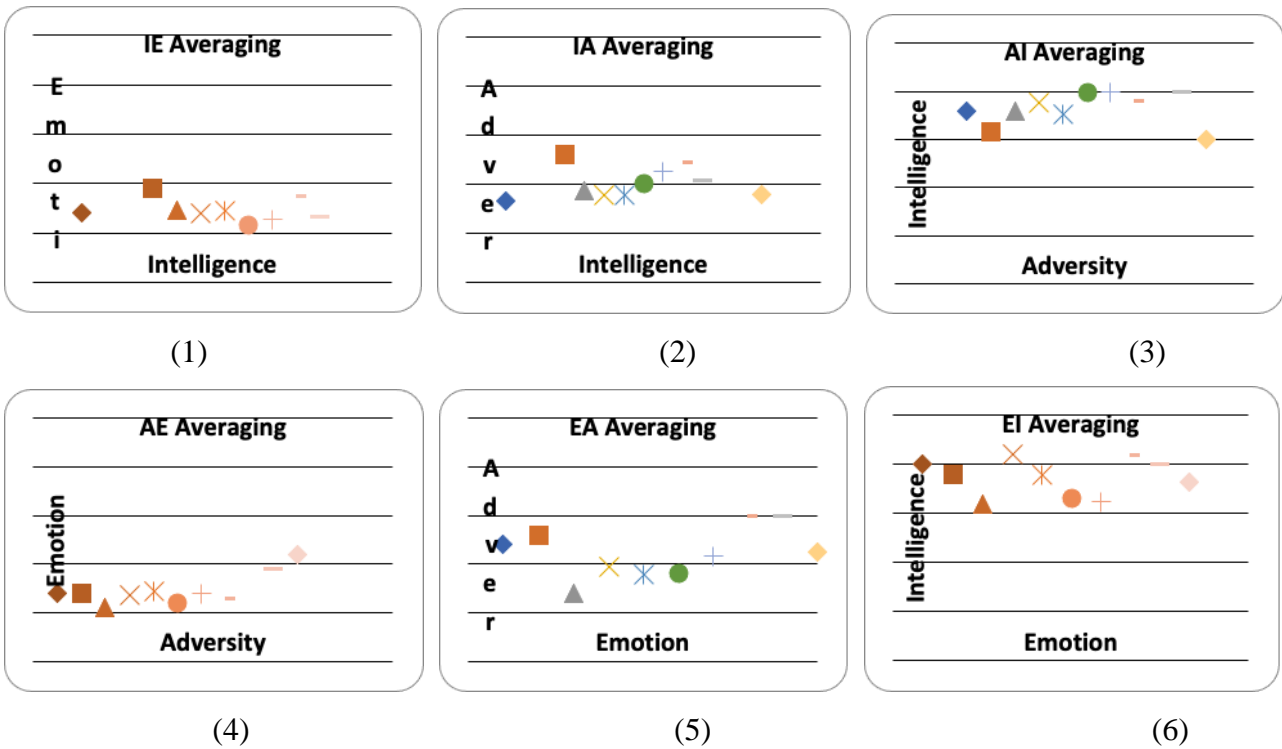 IE Averaging
E
m
o
t
i
Intelligence
IA Averaging
A
d
v
e
r
Intelligence
AI Averaging
Intelligence
Adversity
(1)
(2)
(3)
AE Averaging
Emotion
Adversity
EA Averaging
A
d
v
e
r
Emotion
EI Averaging
Intelligence
Emotion
(4)
(5)
(6)